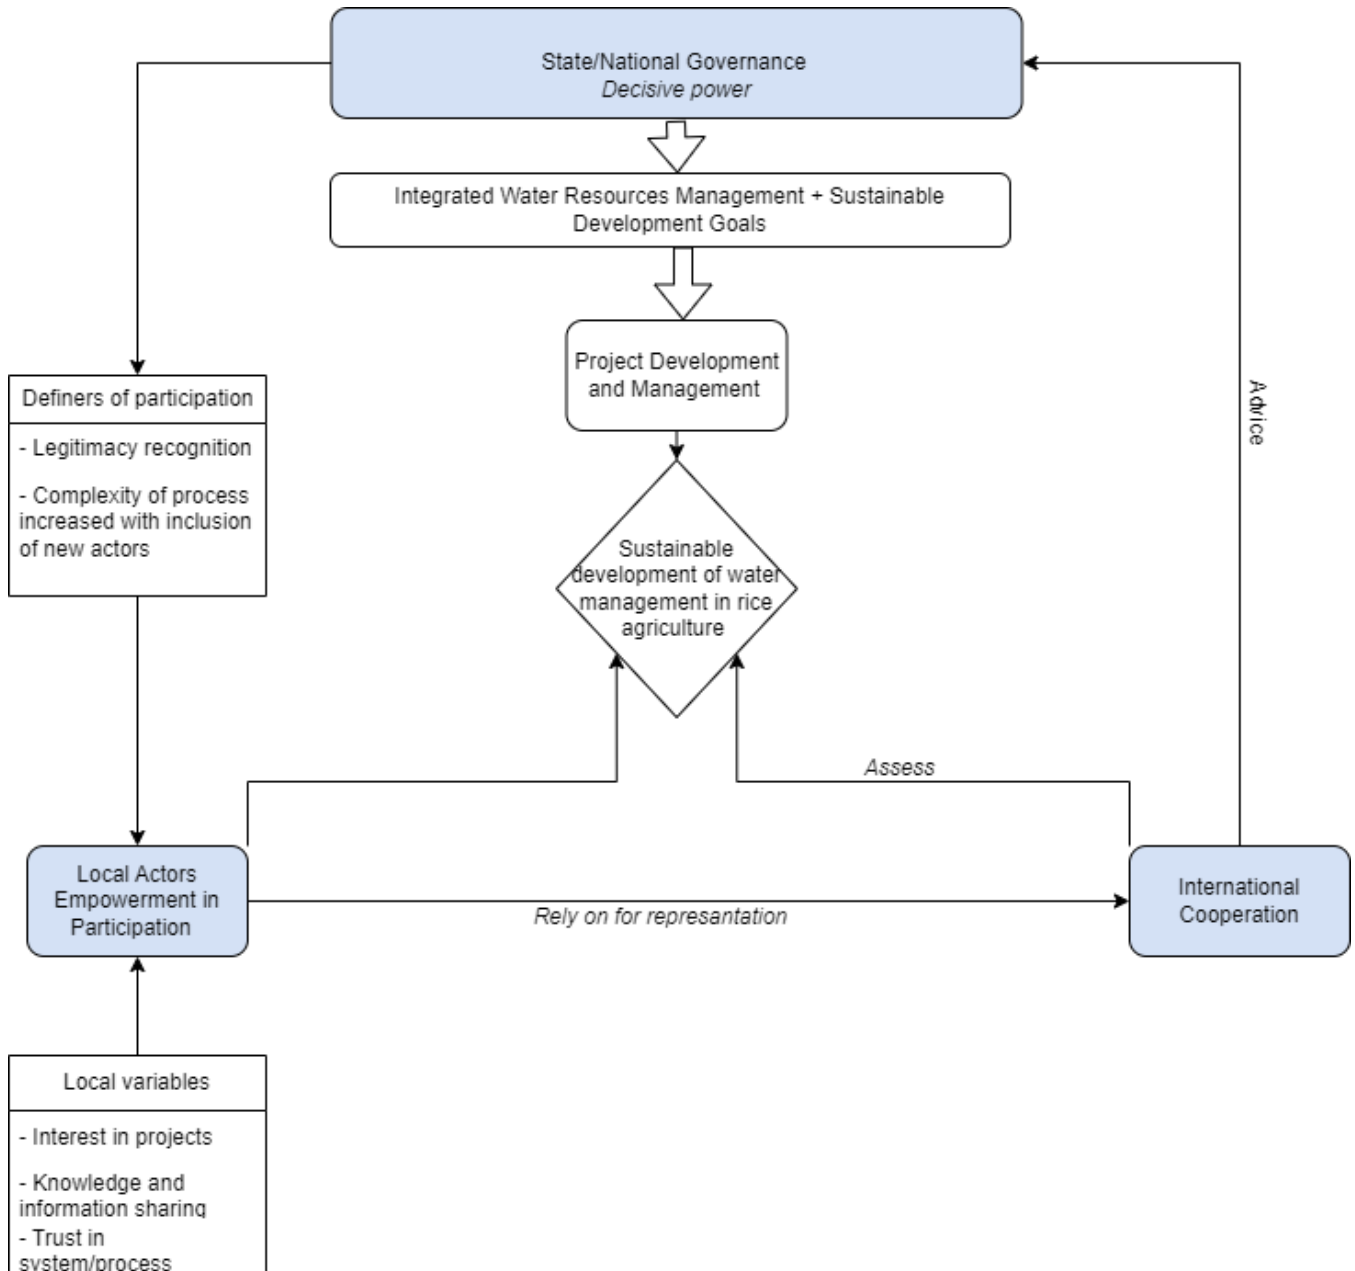 State/National Governance
Decisive power
Integrated Water Resources Management + Sustainable
Development Goals
Project Development
and Management
Definers of participation
- Legitimacy recognition
- Complexity of process
increased with inclusion
of new actors
Advice
Sustainable
development of water
management in rice
agriculture
Assess
Local Actors
Empowerment in
Participation
Rely on for represantation
International
Cooperation
Local variables
- Interest in projects
- Knowledge and
information sharing
- Trust in
system/process